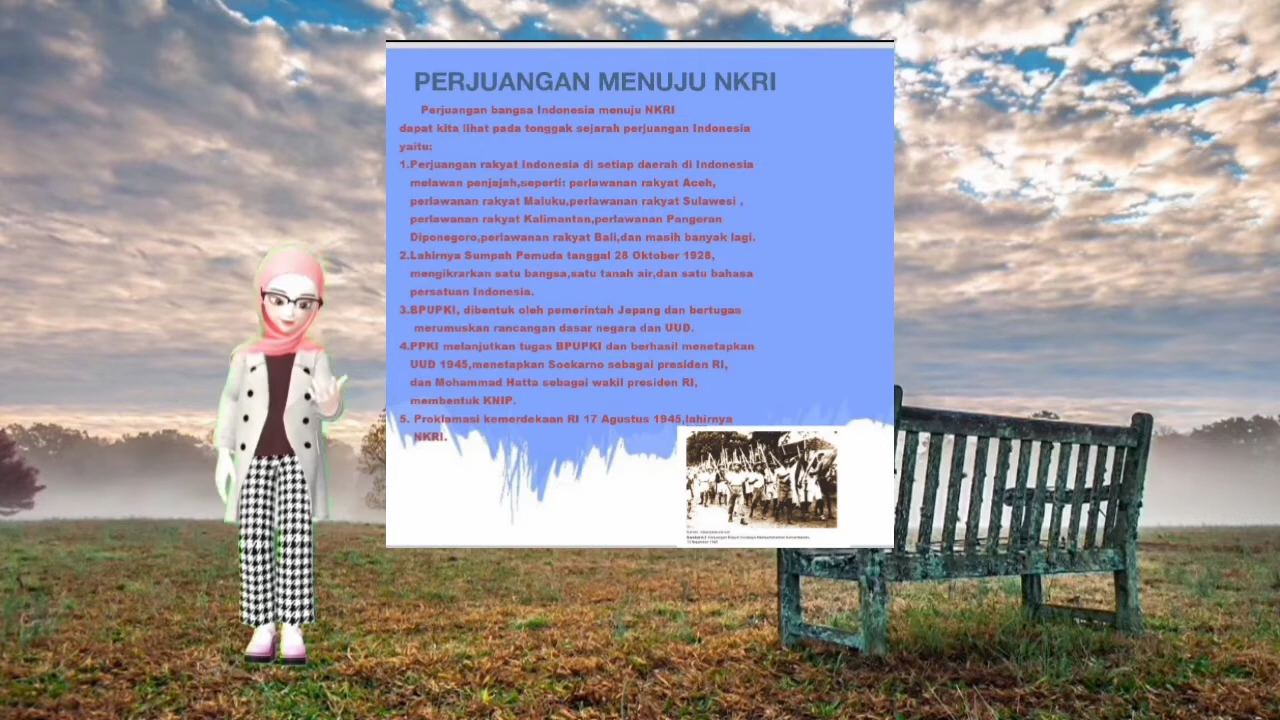 PERJUANGAN MENUJU NKRI
Perjuangan bangsa Indonesia menuju NKRI
dapat kita lihat pada tonggak sejarah perjuangan Indonesia
yaitu:
1.Perjuangan rakyat Indonesia di setiap daerah di Indonesia
melawan penjajah,seperti: perlawanan rakyat Aceh,
perlawanan rakyat Maluku,perlawanan rakyat Sulawesi ,
perlawanan rakyat Kalimantan,perlawanan Pangeran
Diponegoro,perlawanan rakyat Bali,dan masih banyak lagi.
2.Lahirnya Sumpah Pemuda tanggal 28 Oktober 1928,
mengikrarkan satu bangsa,satu tanah air,dan satu bahasa
persatuan Indonesia.
3.BPUPKI, dibentuk oleh pemerintah Jepang dan bertugas
merumuskan rancangan dasar negara dan UUD.
4.PPKI melanjutkan tugas BPUPKI dan berhasil menetapkan
UUD 1945,menetapkan Soekarno sebagai presiden RI,
dan Mohammad Hatta sebagai wakil presiden RI,
membentuk KNIP.
5. Proklamasi kemerdekaan RI 17 Agustus 1945,lahirnya
NKRI.